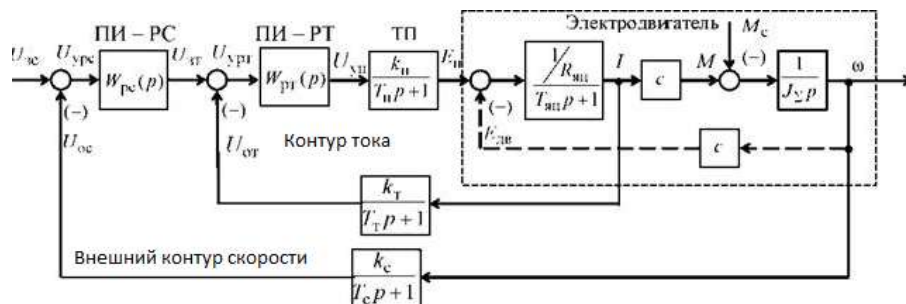 ПИ – РС
ПИ – РТ
ТП
Электродвигатель
M_c
U_зс
U_урс
W_рс(p)
U_зт
U_урт
W_рт(p)
U_уп
k_п
T_п p+1
E_п
1/R_яц
T_яц p+1
I
c
M
(–)
1
J_Σ p
ω
(–)
U_ос
(–)
U_от
Контур тока
(–)
E_дв
c
k_т
T_т p+1
Внешний контур скорости
k_с
T_с p+1